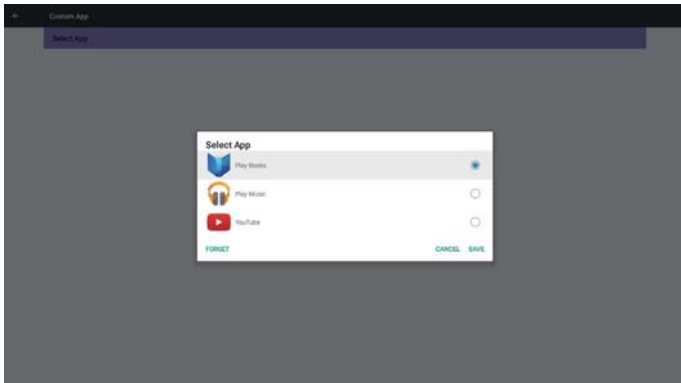 Custom App
Select App
Select App
Play Books
Play Music
YouTube
FORGET CANCEL SAVE